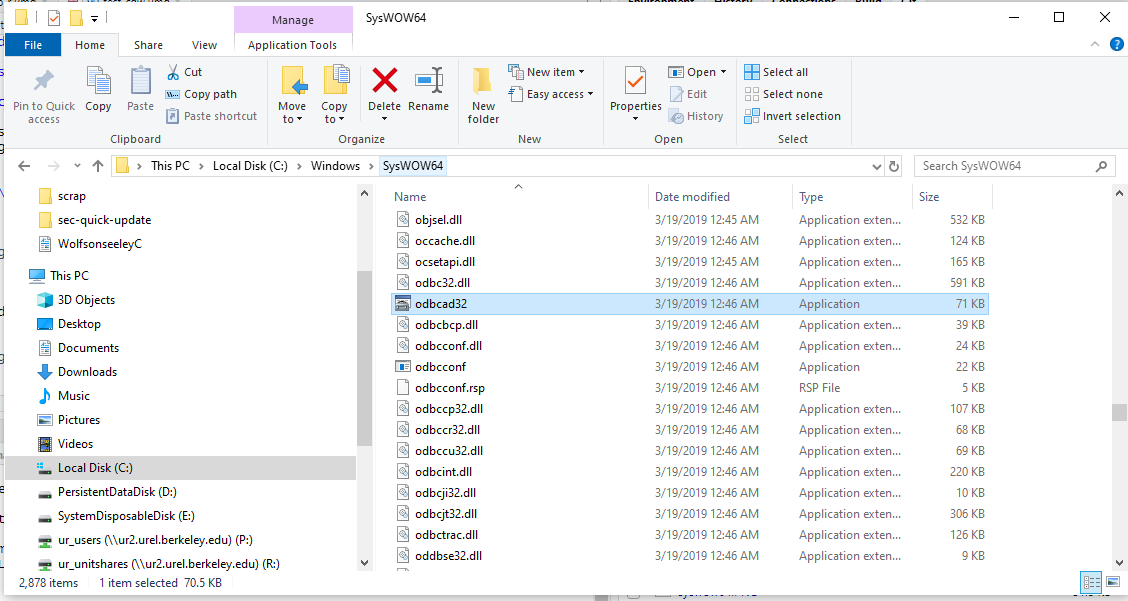 Manage
SysWOW64
File
Home
Share
View
Application Tools
Pin to Quick access
Copy
Paste
Cut
Copy path
Paste shortcut
Clipboard
Move to
Copy to
Delete
Rename
Organize
New folder
New item
Easy access
New
Properties
Open
Edit
History
Open
Select all
Select none
Invert selection
Select
This PC > Local Disk (C:) > Windows > SysWOW64
Search SysWOW64
scrap
sec-quick-update
WolfsonseeleyC
This PC
3D Objects
Desktop
Documents
Downloads
Music
Pictures
Videos
Local Disk (C:)
PersistentDataDisk (D:)
SystemDisposableDisk (E:)
ur_users (\\ur2.urel.berkeley.edu) (P:)
ur_unitshares (\\ur2.urel.berkeley.edu) (R:)
Name Date modified Type Size
objsel.dll 3/19/2019 12:45 AM Application exten... 532 KB
occache.dll 3/19/2019 12:46 AM Application exten... 124 KB
ocsetapi.dll 3/19/2019 12:45 AM Application exten... 165 KB
odbc32.dll 3/19/2019 12:46 AM Application exten... 591 KB
odbcad32 3/19/2019 12:46 AM Application 71 KB
odbcbcp.dll 3/19/2019 12:46 AM Application exten... 39 KB
odbcconf.dll 3/19/2019 12:46 AM Application exten... 24 KB
odbcconf 3/19/2019 12:46 AM Application 22 KB
odbcconf.rsp 3/19/2019 12:46 AM RSP File 5 KB
odbccp32.dll 3/19/2019 12:46 AM Application exten... 107 KB
odbccr32.dll 3/19/2019 12:46 AM Application exten... 68 KB
odbccu32.dll 3/19/2019 12:46 AM Application exten... 69 KB
odbcint.dll 3/19/2019 12:46 AM Application exten... 220 KB
odbcji32.dll 3/19/2019 12:46 AM Application exten... 10 KB
odbcjt32.dll 3/19/2019 12:46 AM Application exten... 306 KB
odbctrac.dll 3/19/2019 12:46 AM Application exten... 126 KB
oddbse32.dll 3/19/2019 12:46 AM Application exten... 9 KB
2,878 items 1 item selected 70.5 KB